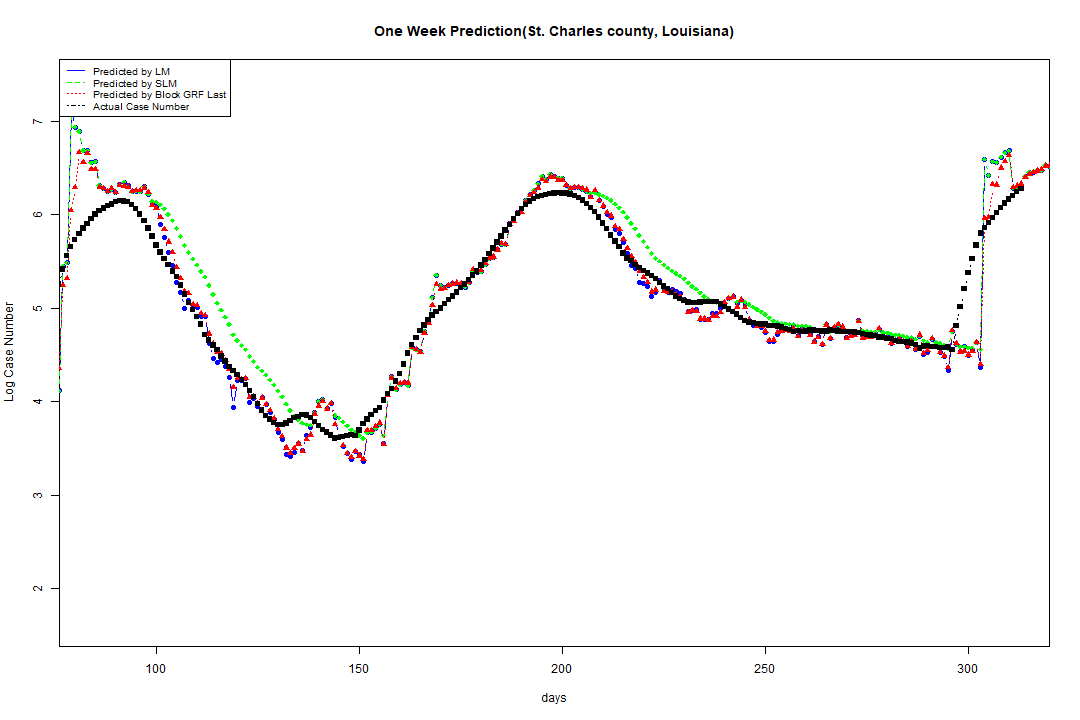 One Week Prediction(St. Charles county, Louisiana)
Predicted by LM
Predicted by SLM
Predicted by Block GRF Last
Actual Case Number
Log Case Number
7
6
5
4
3
2
100 150 200 250 300
days